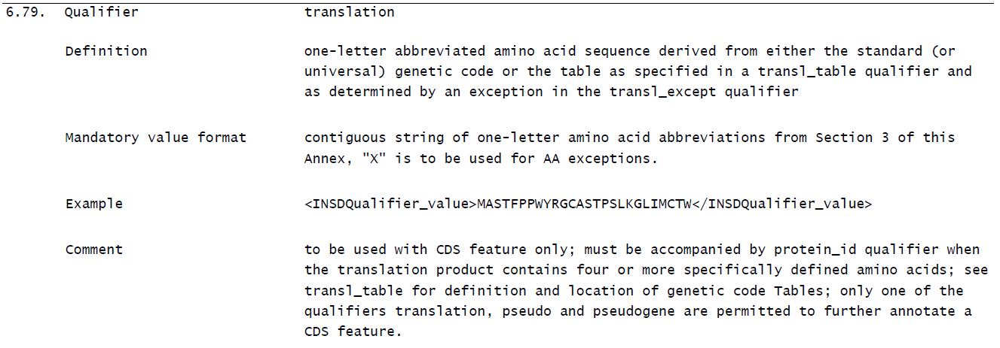 6.79. Qualifier translation
Definition one-letter abbreviated amino acid sequence derived from either the standard (or
universal) genetic code or the table as specified in a transl_table qualifier and
as determined by an exception in the transl_except qualifier
Mandatory value format contiguous string of one-letter amino acid abbreviations from Section 3 of this
Annex, "X" is to be used for AA exceptions.
Example <INSDQualifier_value>MASTFPPWYRGCASTPSLKGLIMCTW</INSDQualifier_value>
Comment to be used with CDS feature only; must be accompanied by protein_id qualifier when
the translation product contains four or more specifically defined amino acids; see
transl_table for definition and location of genetic code Tables; only one of the
qualifiers translation, pseudo and pseudogene are permitted to further annotate a
CDS feature.